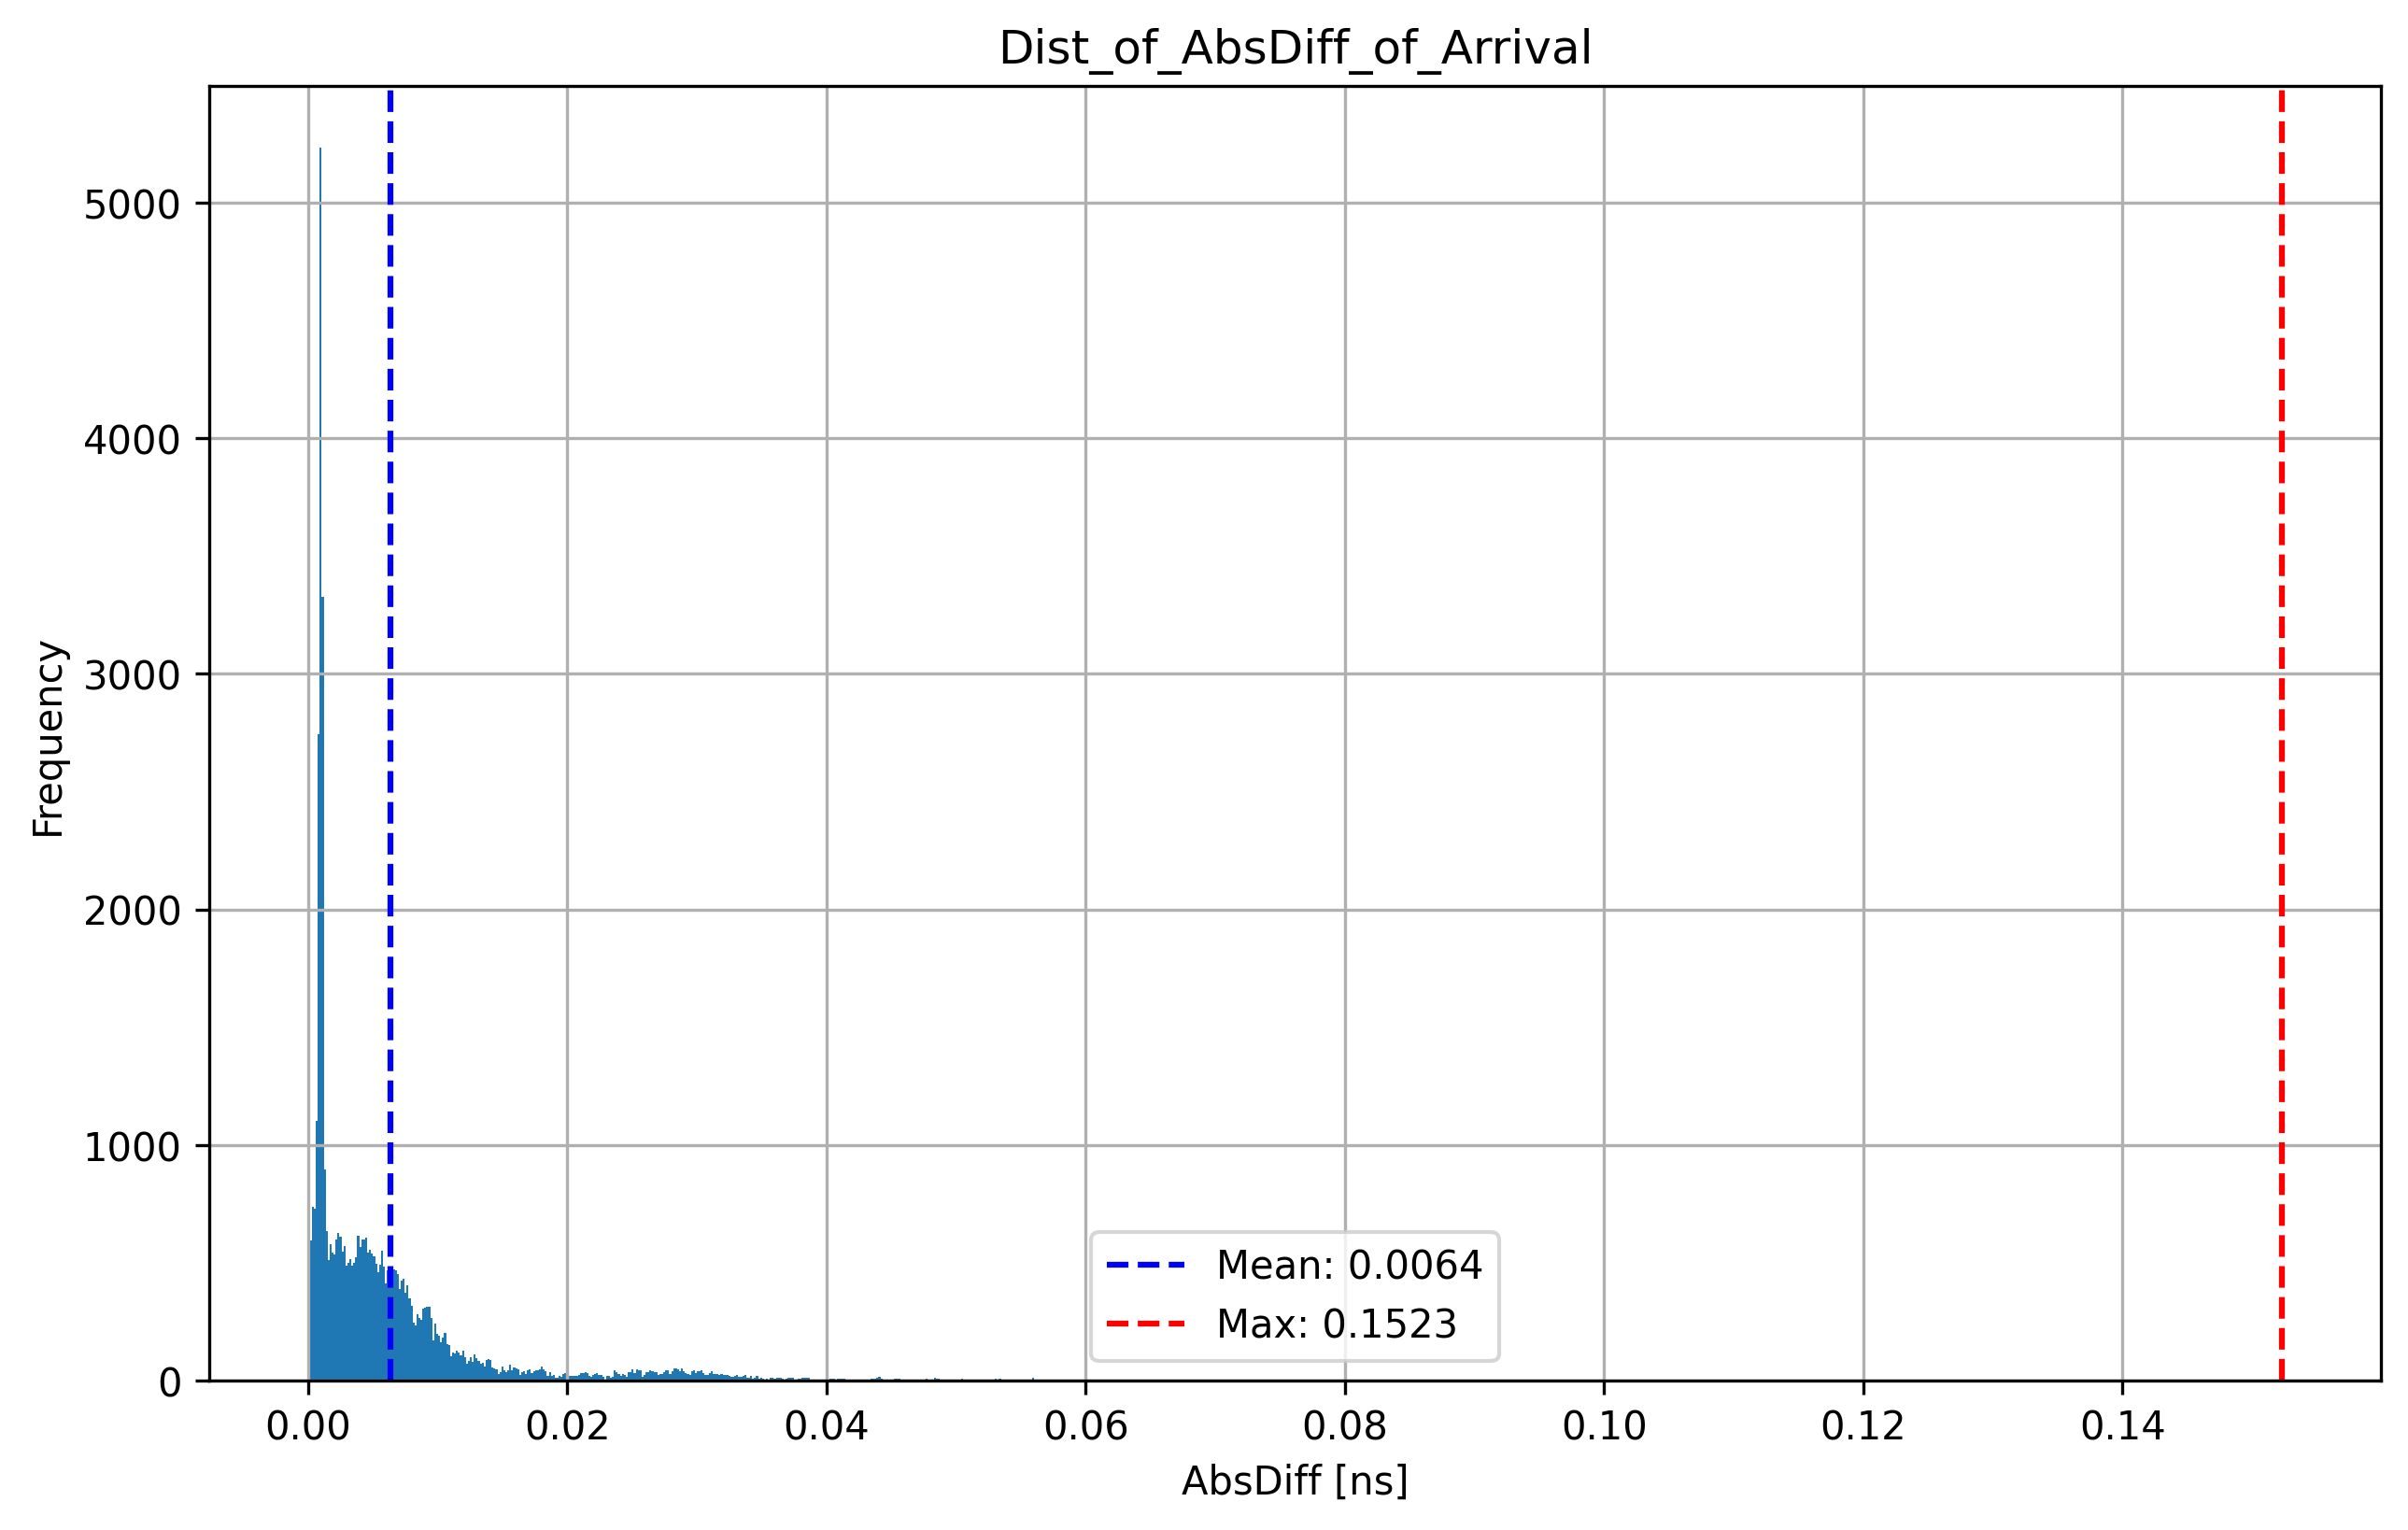 Dist_of_AbsDiff_of_Arrival
Frequency
5000
4000
3000
2000
1000
0
Mean: 0.0064
Max: 0.1523
0.00 0.02 0.04 0.06 0.08 0.10 0.12 0.14
AbsDiff [ns]